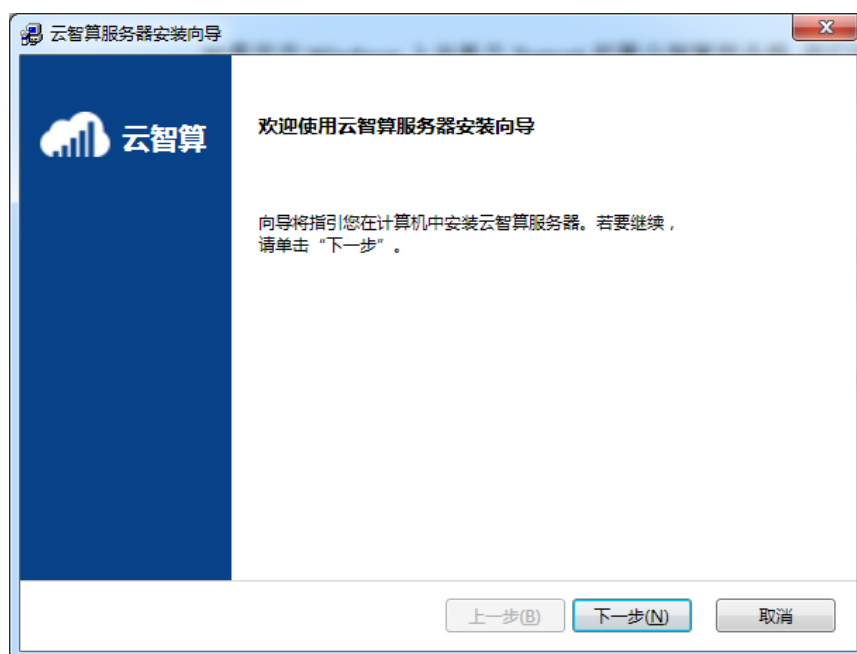 云智算服务器安装向导
云智算
欢迎使用云智算服务器安装向导
向导将指引您在计算机中安装云智算服务器。若要继续，
请单击“下一步”。
上一步(B)
下一步(N)
取消